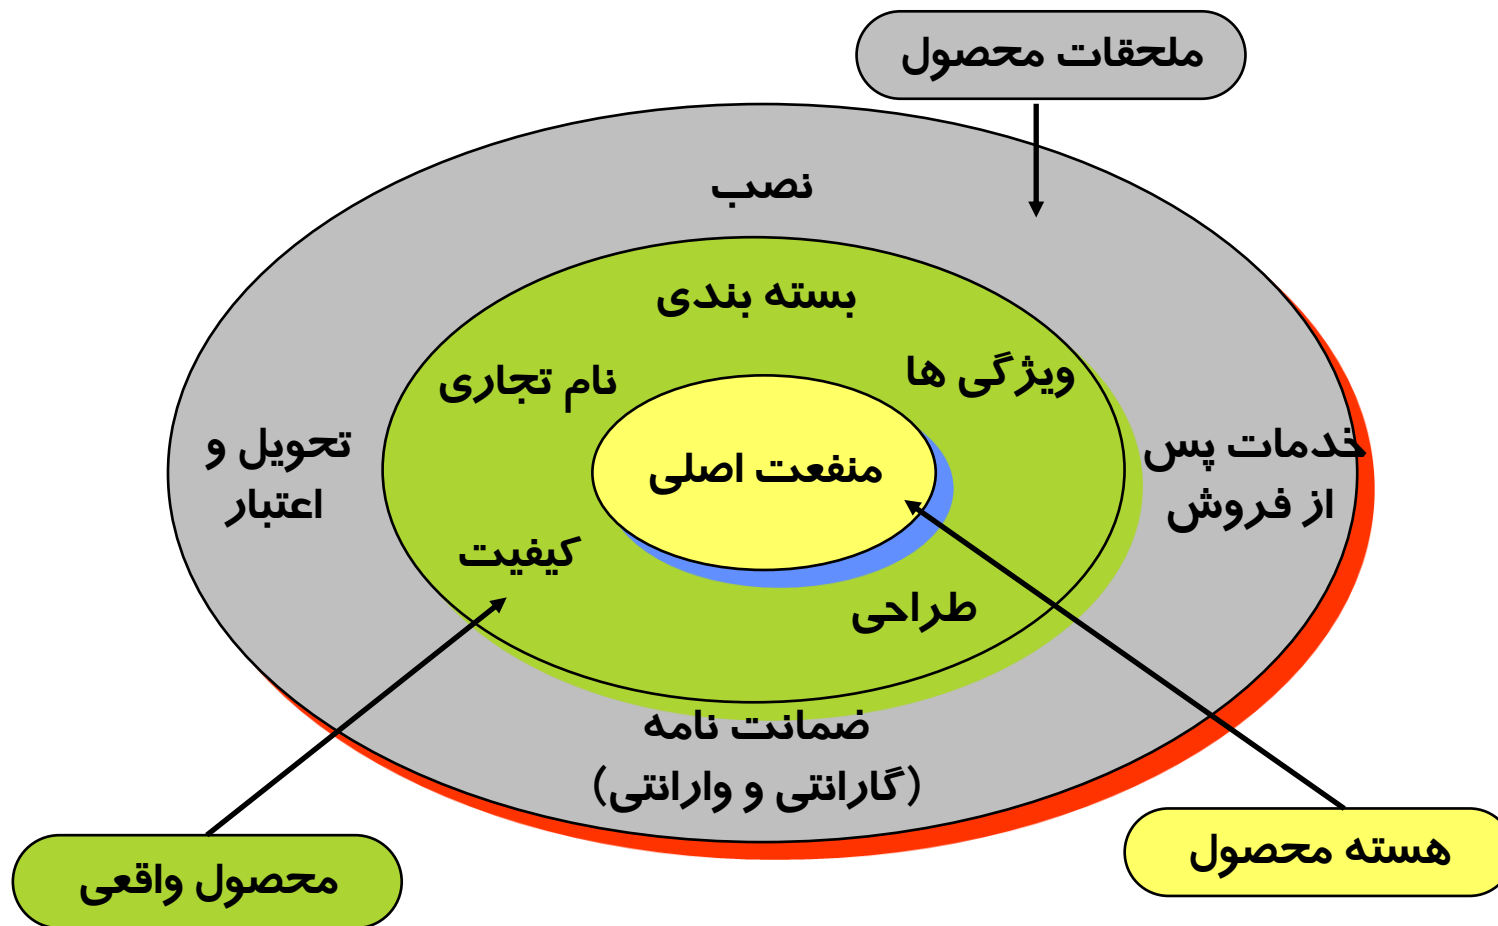 ملحقات محصول
نصب
بسته بندی
ویژگی ها
نام تجاری
خدمات پس
از فروش
تحویل و
اعتبار
منفعت اصلی
کیفیت
طراحی
ضمانت نامه
(گارانتی و وارانتی)
هسته محصول
محصول واقعی